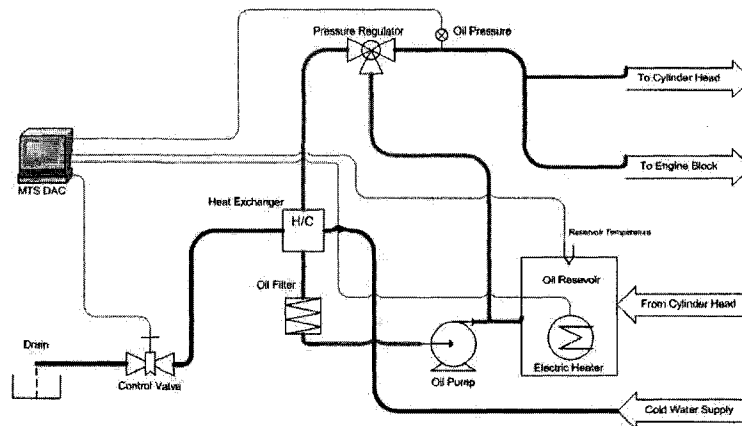 Pressure Regulator
Oil Pressure
To Cylinder Head
MTS DAC
To Engine Block
Heat Exchanger
H/C
Reservoir Temperature
Oil Filter
Oil Resevoir
From Cylinder Head
Drain
Control Valve
Oil Pump
Electric Heater
Cold Water Supply